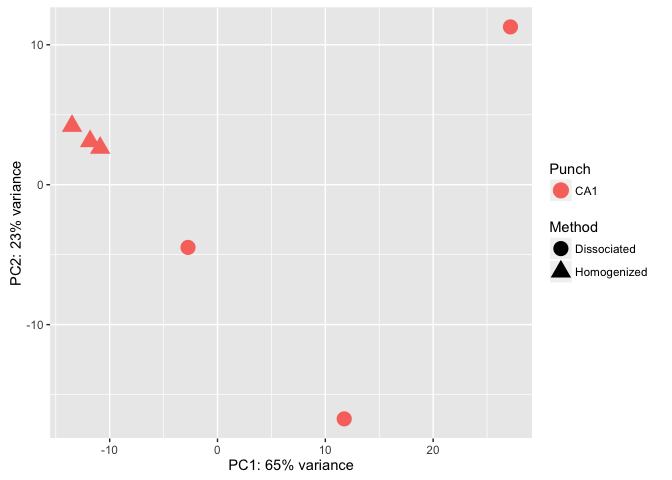 10
0
-10
PC2: 23% variance
-10
0
10
20
PC1: 65% variance
Punch
CA1
Method
Dissociated
Homogenized